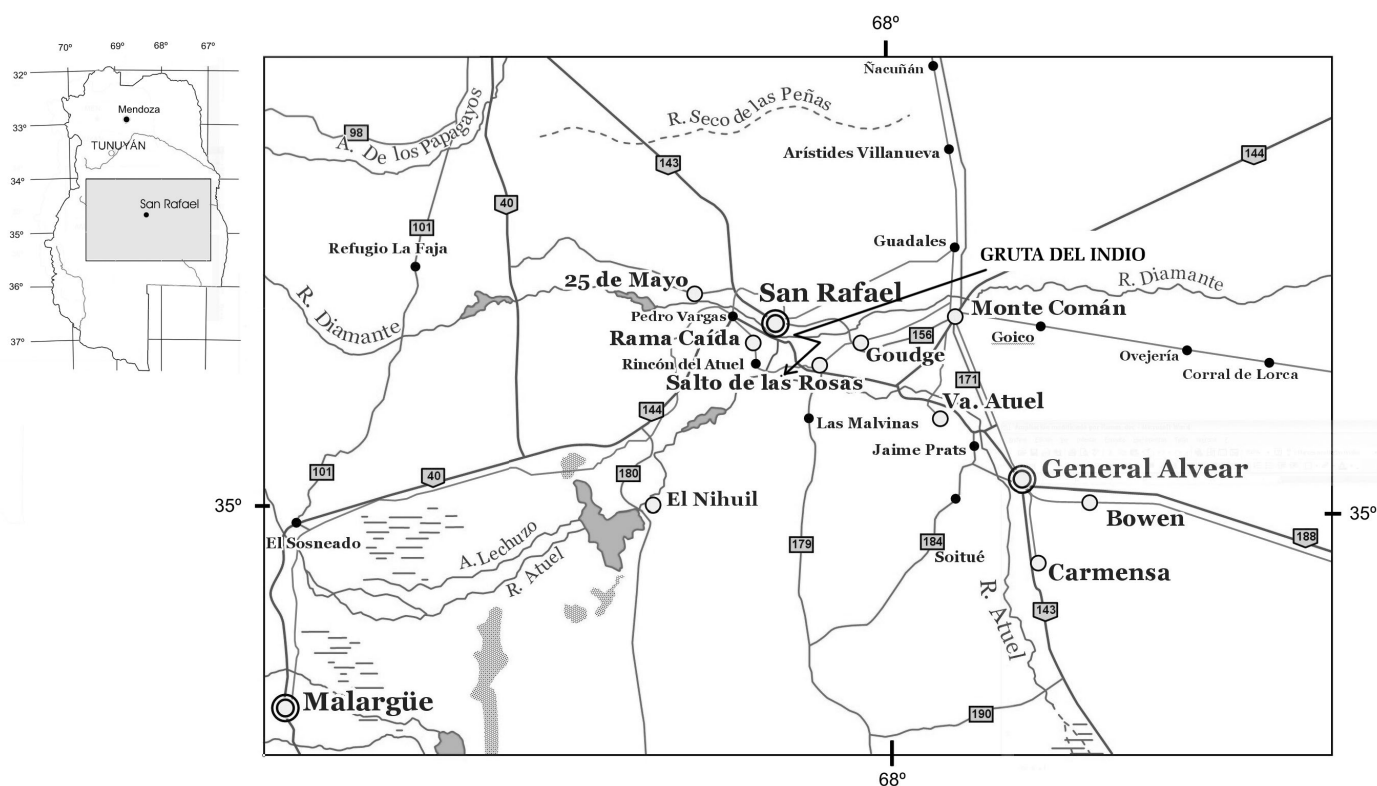 70º 69º 68º 67º
32º
33º
34º
35º
36º
37º
Mendoza
TUNUYÁN
San Rafael
68º
Ñacuñán
R. Seco de las Peñas
98
A. De los Papagayos
143
Arístides Villanueva
144
40
101
Refugio La Faja
Guadales
GRUTA DEL INDIO
R. Diamante
25 de Mayo
San Rafael
R. Diamante
Pedro Vargas
Monte Comán
Rama Caída
156
Goico
Goudge
Ovejería
Rincón del Atuel
Corral de Lorca
Salto de las Rosas
171
Va. Atuel
144
Las Malvinas
Jaime Prats
101
40
180
General Alvear
35º
El Nihuil
Bowen
35º
El Sosneado
A. Lechuzo
R. Atuel
179
184
Soitué
188
Carmensa
R. Atuel
143
Malargüe
190
68º